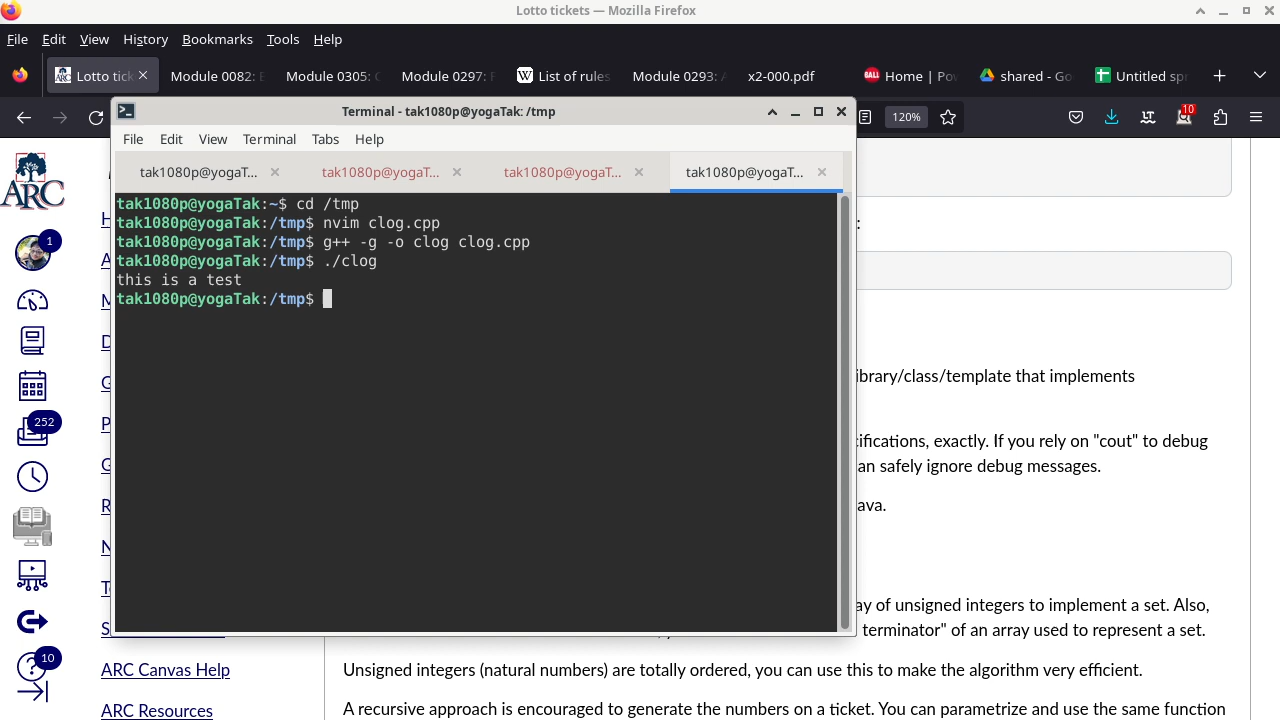 Lotto tickets — Mozilla Firefox
File Edit View History Bookmarks Tools Help
Lotto tick Module 0082: Module 0305: Module 0297: List of rules Module 0293: x2-000.pdf Home | Pow shared - Go Untitled spr
120% 10
Terminal - tak1080p@yogaTak: /tmp
File Edit View Terminal Tabs Help
tak1080p@yogaT... tak1080p@yogaT... tak1080p@yogaT... tak1080p@yogaT...
tak1080p@yogaTak:~$ cd /tmp
tak1080p@yogaTak:/tmp$ nvim clog.cpp
tak1080p@yogaTak:/tmp$ g++ -g -o clog clog.cpp
tak1080p@yogaTak:/tmp$ ./clog
this is a test
tak1080p@yogaTak:/tmp$
ARC
1
252
10
H
A
M
D
G
P
G
R
N
T
S
ARC Canvas Help
ARC Resources
:
ibrary/class/template that implements
cifications, exactly. If you rely on "cout" to debug
an safely ignore debug messages.
ava.
ay of unsigned integers to implement a set. Also,
terminator" of an array used to represent a set.
Unsigned integers (natural numbers) are totally ordered, you can use this to make the algorithm very efficient.
A recursive approach is encouraged to generate the numbers on a ticket. You can parametrize and use the same function